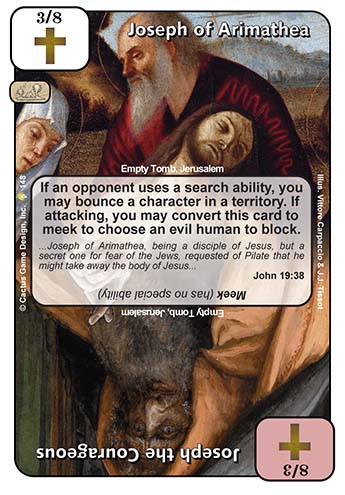 3/8
Joseph of Arimathea
Empty Tomb, Jerusalem
If an opponent uses a search ability, you
may bounce a character in a territory. If
attacking, you may convert this card to
meek to choose an evil human to block.
...Joseph of Arimathea, being a disciple of Jesus, but a
secret one for fear of the Jews, requested of Pilate that he
might take away the body of Jesus...
John 19:38
© Cactus Game Design, Inc. 148
Illus. Vittore Carpaccio & J.J. Tissot
Meek (has no special ability)
Empty Tomb, Jerusalem
Joseph the Courageous
3/8